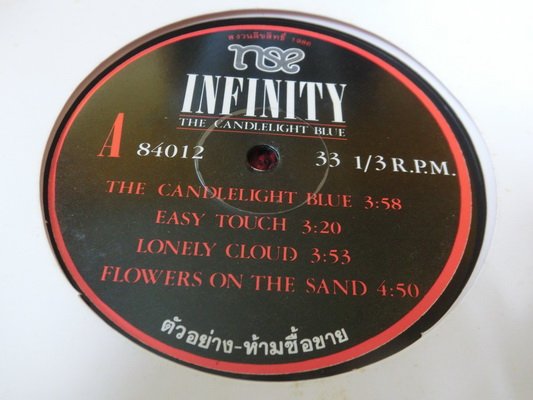 สงวนลิขสิทธิ์ 1986
nse
INFINITY
THE CANDLELIGHT BLUE
A 84012 33 1/3 R.P.M.
THE CANDLELIGHT BLUE 3:58
EASY TOUCH 3:20
LONELY CLOUD 3:53
FLOWERS ON THE SAND 4:50
ตัวอย่าง-ห้ามซื้อขาย